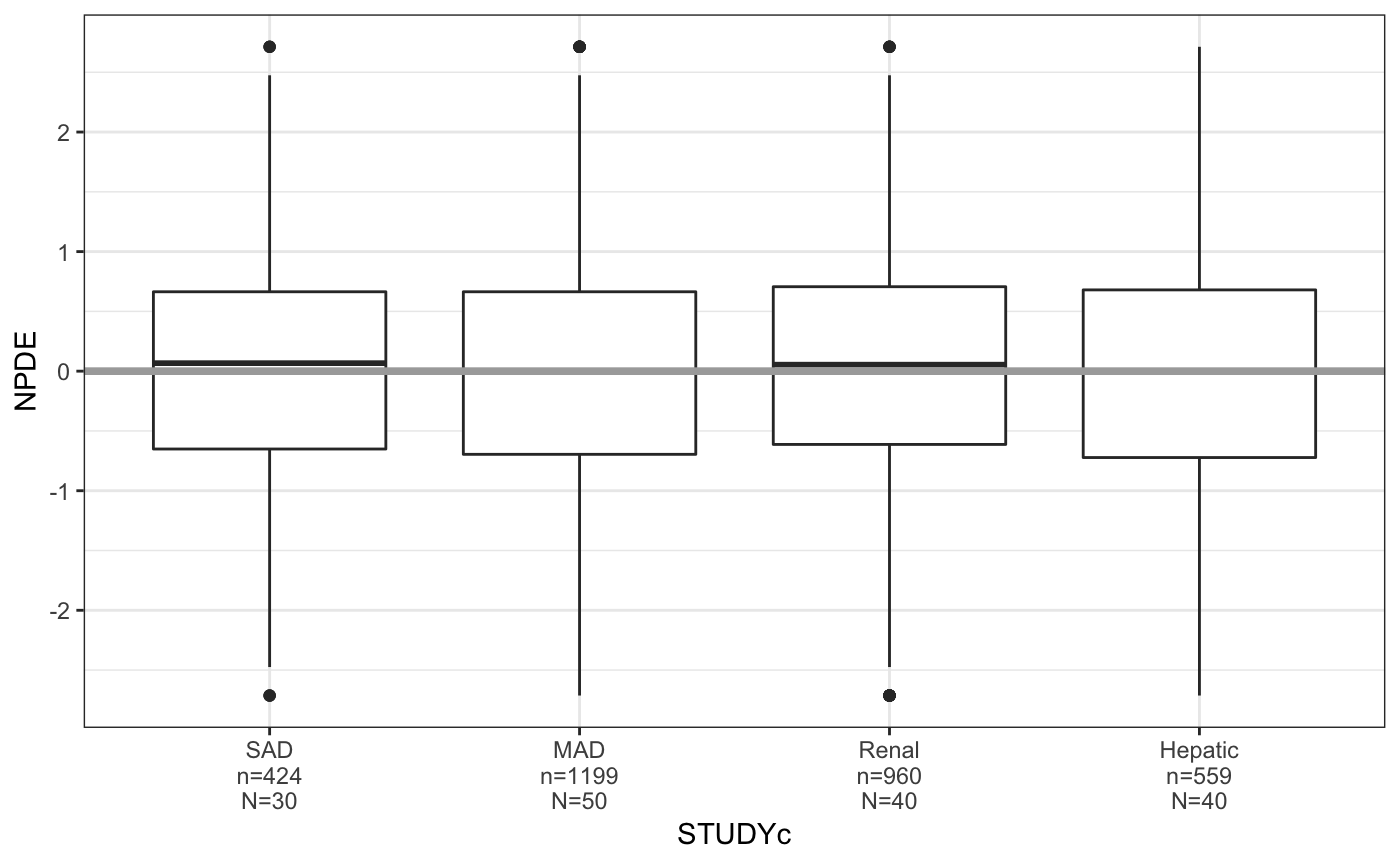 NPDE
2
1
0
-1
-2
SAD
n=424
N=30
MAD
n=1199
N=50
Renal
n=960
N=40
Hepatic
n=559
N=40
STUDYc